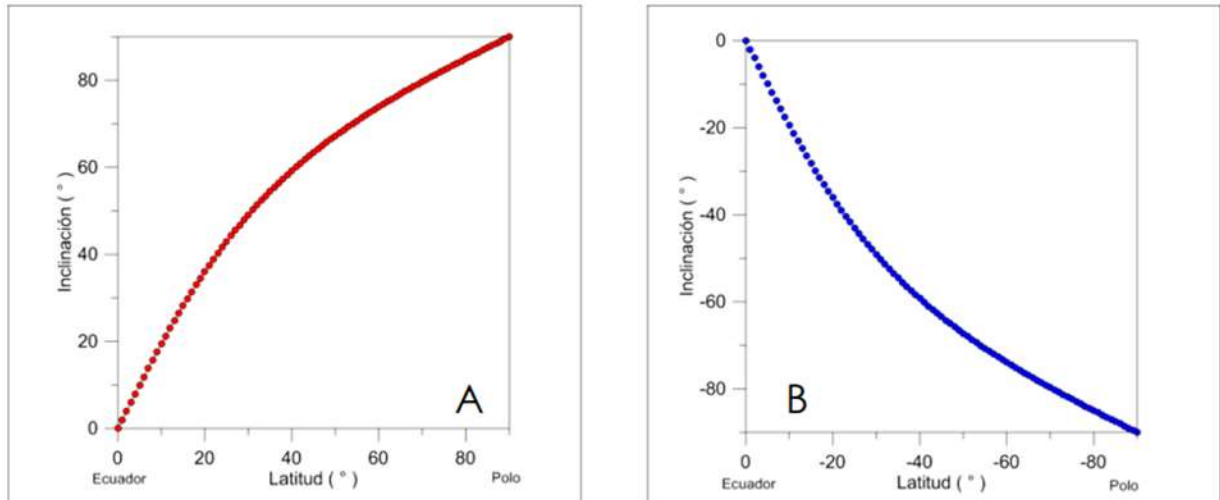 80
60
40
20
0
Inclinación ( ° )
A
0 20 40 60 80
Ecuador
Latitud ( ° )
Polo
0
-20
-40
-60
-80
Inclinación ( ° )
B
0 -20 -40 -60 -80
Ecuador
Latitud ( ° )
Polo